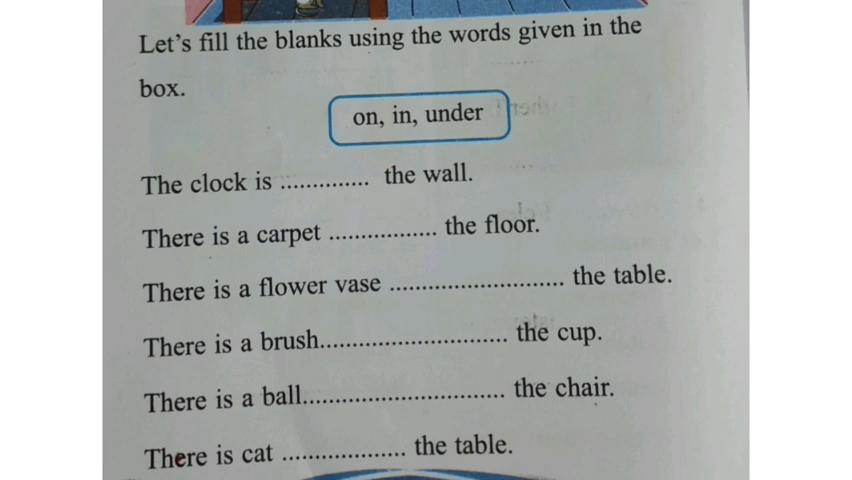 Let's fill the blanks using the words given in the
box.
on, in, under
The clock is .............. the wall.
There is a carpet ................. the floor.
There is a flower vase ............................ the table.
There is a brush.............................. the cup.
There is a ball................................ the chair.
There is cat .................... the table.